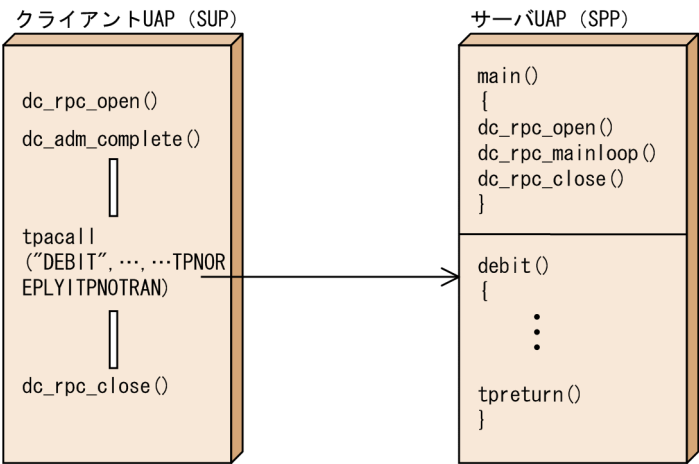 クライアントUAP（SUP）
dc_rpc_open()
dc_adm_complete()
tpacall
("DEBIT",…,…TPNOR
EPLY|TPNOTRAN)
dc_rpc_close()
サーバUAP（SPP）
main()
{
dc_rpc_open()
dc_rpc_mainloop()
dc_rpc_close()
}
debit()
{
⋮
tpreturn()
}